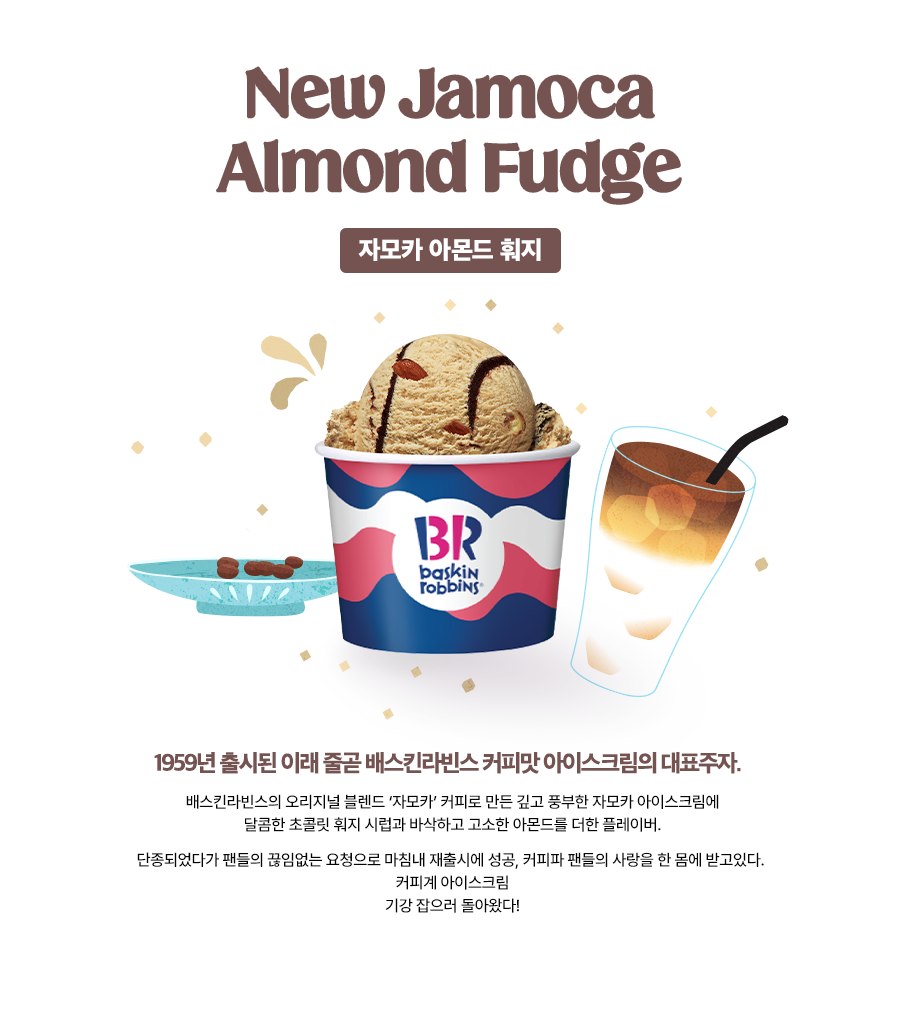 New Jamoca
Almond Fudge
자모카 아몬드 훠지
BR
baskin
robbins®
1959년 출시된 이래 줄곧 배스킨라빈스 커피맛 아이스크림의 대표주자.
배스킨라빈스의 오리지널 블렌드 ‘자모카’ 커피로 만든 깊고 풍부한 자모카 아이스크림에
달콤한 초콜릿 훠지 시럽과 바삭하고 고소한 아몬드를 더한 플레이버.
단종되었다가 팬들의 끊임없는 요청으로 마침내 재출시에 성공, 커피파 팬들의 사랑을 한 몸에 받고있다.
커피계 아이스크림
기강 잡으러 돌아왔다!